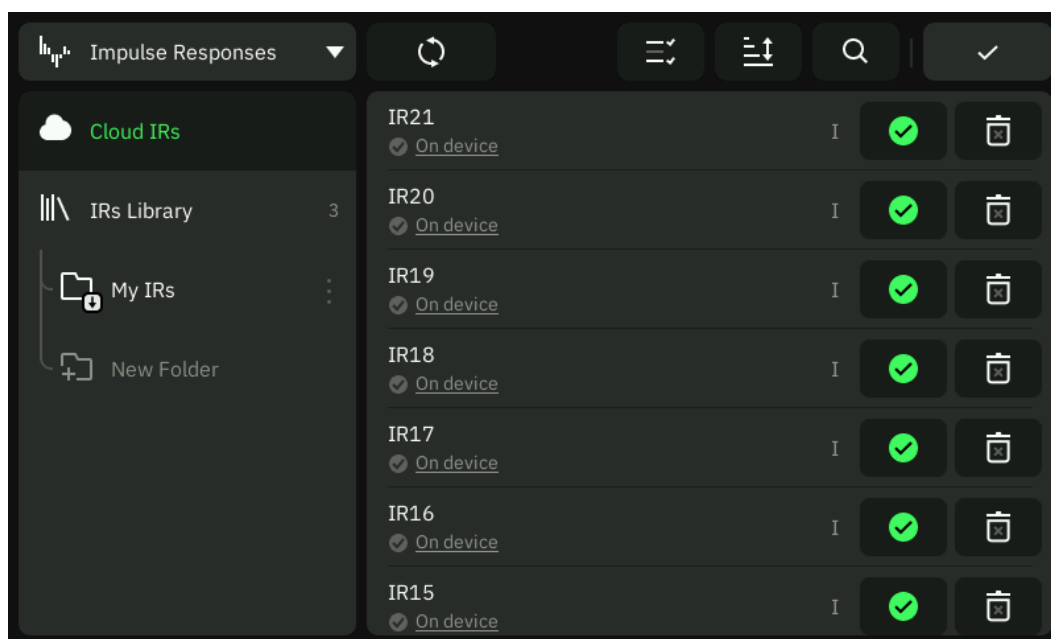 Impulse Responses
Cloud IRs
IRs Library 3
My IRs
New Folder
IR21
On device
I
IR20
On device
I
IR19
On device
I
IR18
On device
I
IR17
On device
I
IR16
On device
I
IR15
On device
I